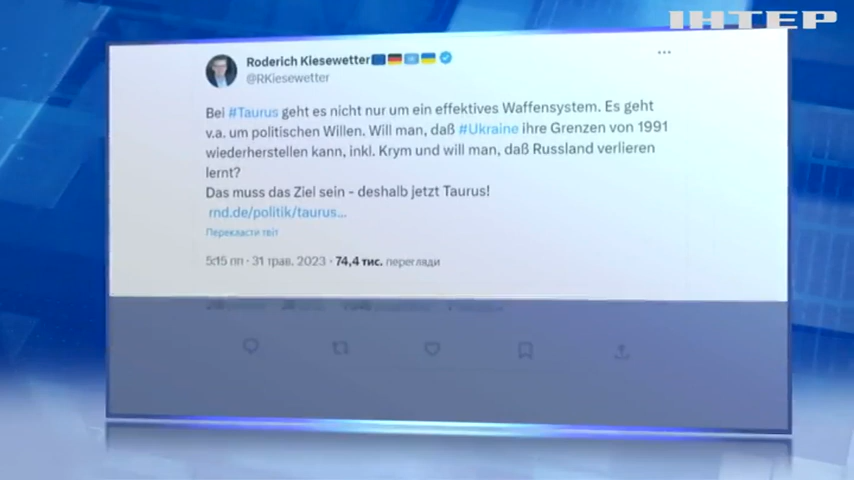 ІНТЕР
Roderich Kiesewetter
@RKiesewetter
Bei #Taurus geht es nicht nur um ein effektives Waffensystem. Es geht
v.a. um politischen Willen. Will man, daß #Ukraine ihre Grenzen von 1991
wiederherstellen kann, inkl. Krym und will man, daß Russland verlieren
lernt?
Das muss das Ziel sein - deshalb jetzt Taurus!
rnd.de/politik/taurus...
Перекласти твіт
5:15 пп · 31 трав. 2023 · 74,4 тис. перегляди